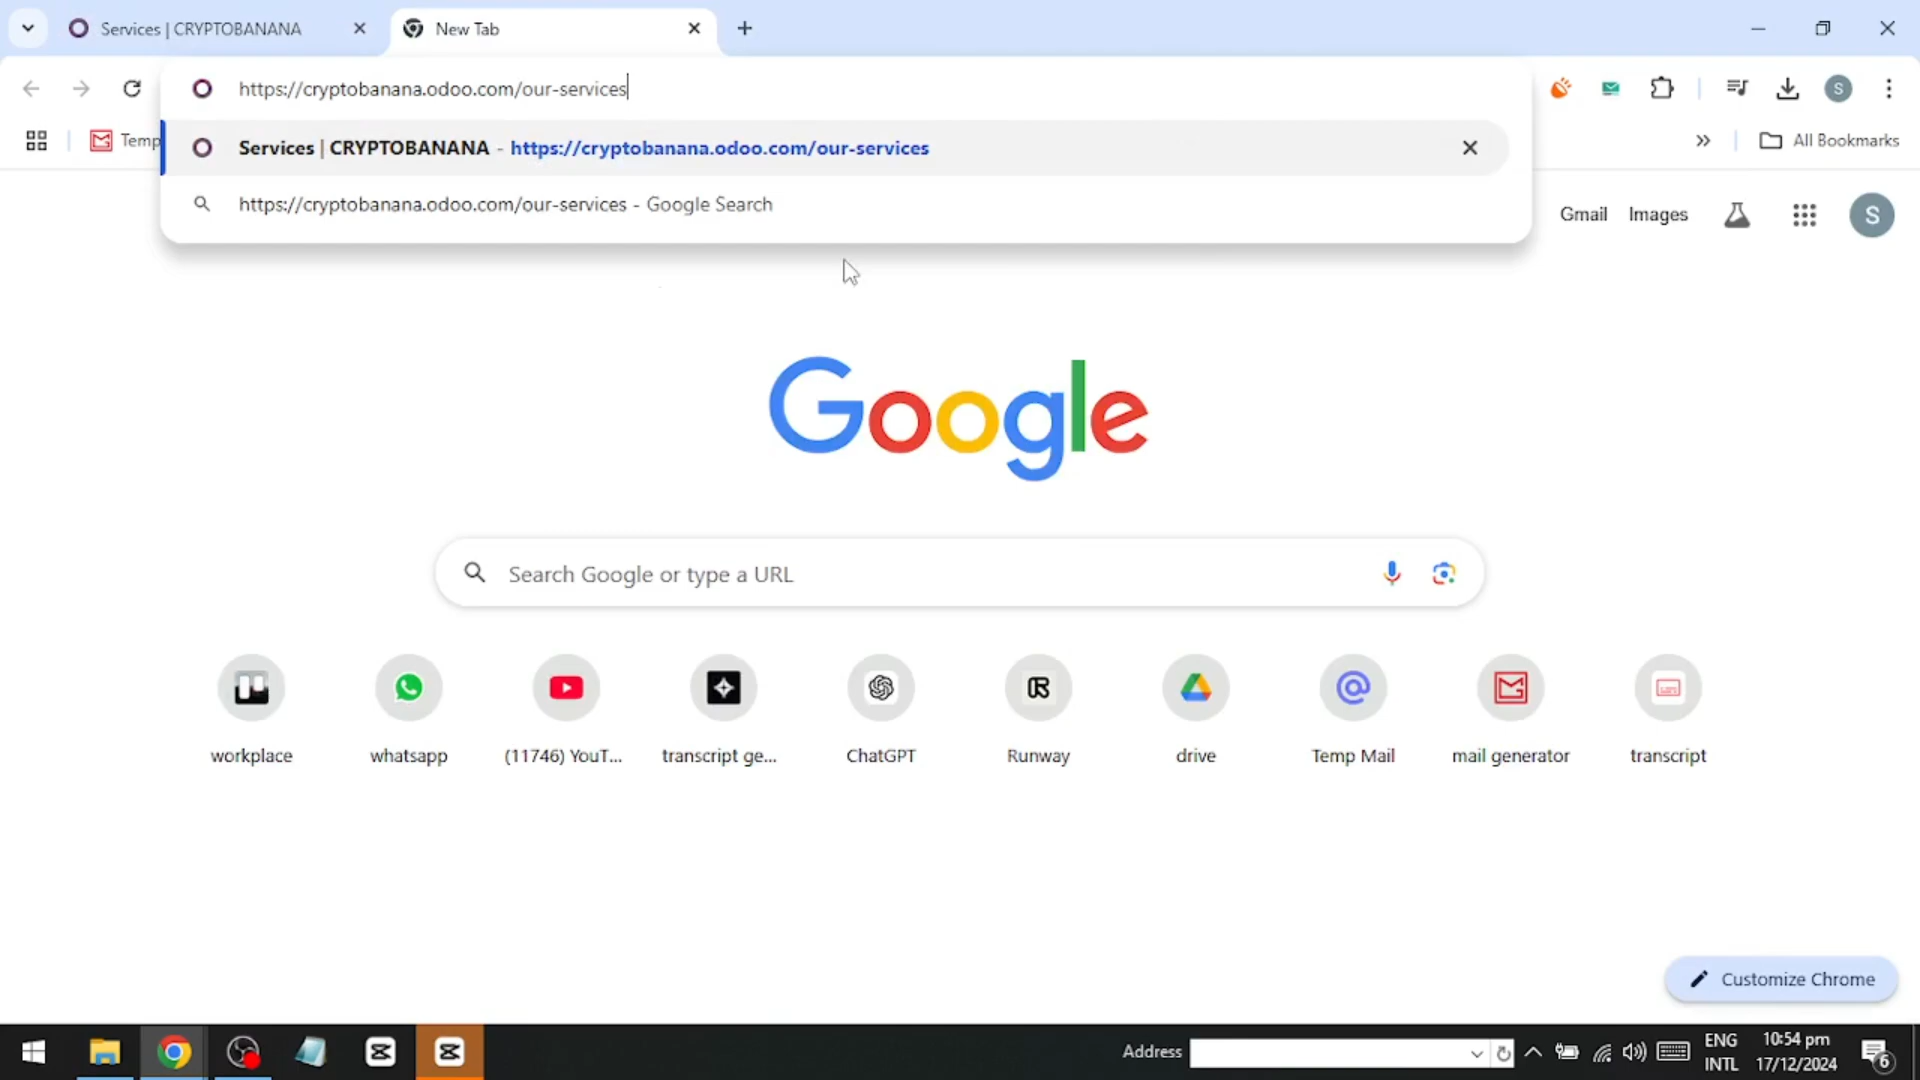 Services | CRYPTOBANANA
New Tab
https://cryptobanana.odoo.com/our-services
Temp
All Bookmarks
Services | CRYPTOBANANA - https://cryptobanana.odoo.com/our-services
https://cryptobanana.odoo.com/our-services - Google Search
Gmail
Images
S
S
Google
Search Google or type a URL
workplace
whatsapp
(11746) YouT...
transcript ge...
ChatGPT
Runway
drive
Temp Mail
mail generator
transcript
Customize Chrome
Address
ENG
INTL
10:54 pm
17/12/2024
6